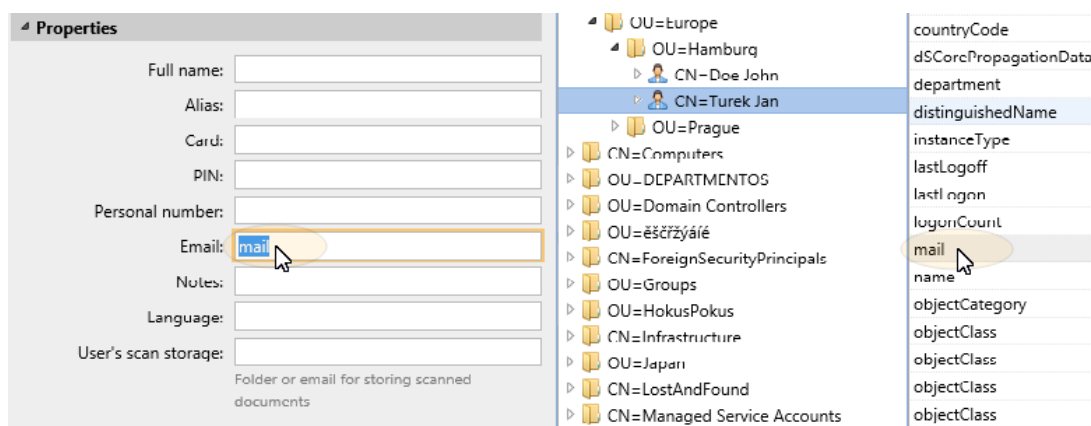 Properties
Full name:
Alias:
Card:
PIN:
Personal number:
Email: mail
Notes:
Language:
User's scan storage:
Folder or email for storing scanned
documents
OU=Europe
OU=Hamburg
CN=Doe John
CN=Turek Jan
OU=Prague
CN=Computers
OU=DEPARTMENTOS
OU=Domain Controllers
OU=ěščřžýáíé
CN=ForeignSecurityPrincipals
OU=Groups
OU=HokusPokus
CN=Infrastructure
OU=Japan
CN=LostAndFound
CN=Managed Service Accounts
countryCode
dSCorePropagationData
department
distinguishedName
instanceType
lastLogoff
lastLogon
logonCount
mail
name
objectCategory
objectClass
objectClass
objectClass
objectClass